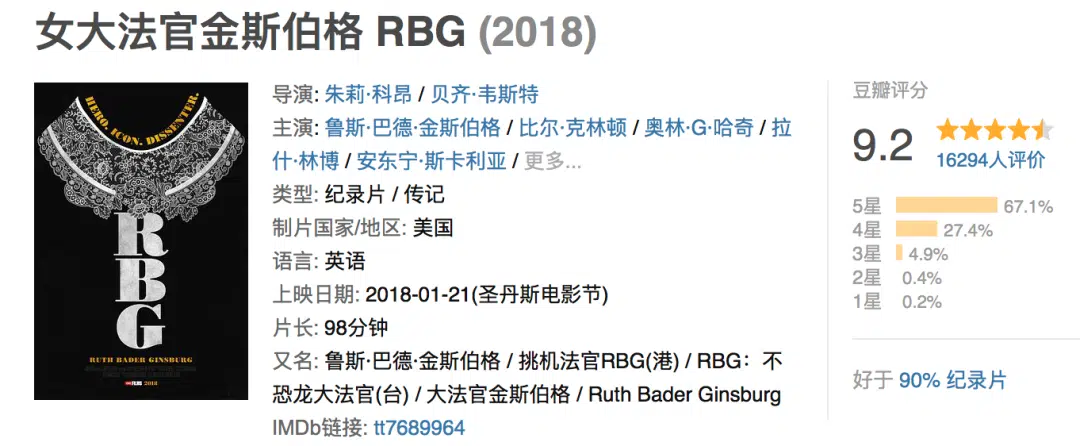 女大法官金斯伯格 RBG (2018)
HERO. ICON. DISSENTER.
R
B
G
RUTH BADER GINSBURG
2018
导演: 朱莉·科昂 / 贝齐·韦斯特
主演: 鲁斯·巴德·金斯伯格 / 比尔·克林顿 / 奥林·G·哈奇 / 拉
什·林博 / 安东宁·斯卡利亚 / 更多...
类型: 纪录片 / 传记
制片国家/地区: 美国
语言: 英语
上映日期: 2018-01-21(圣丹斯电影节)
片长: 98分钟
又名: 鲁斯·巴德·金斯伯格 / 挑机法官RBG(港) / RBG：不
恐龙大法官(台) / 大法官金斯伯格 / Ruth Bader Ginsburg
IMDb链接: tt7689964
豆瓣评分
9.2
16294人评价
5星 67.1%
4星 27.4%
3星 4.9%
2星 0.4%
1星 0.2%
好于 90% 纪录片